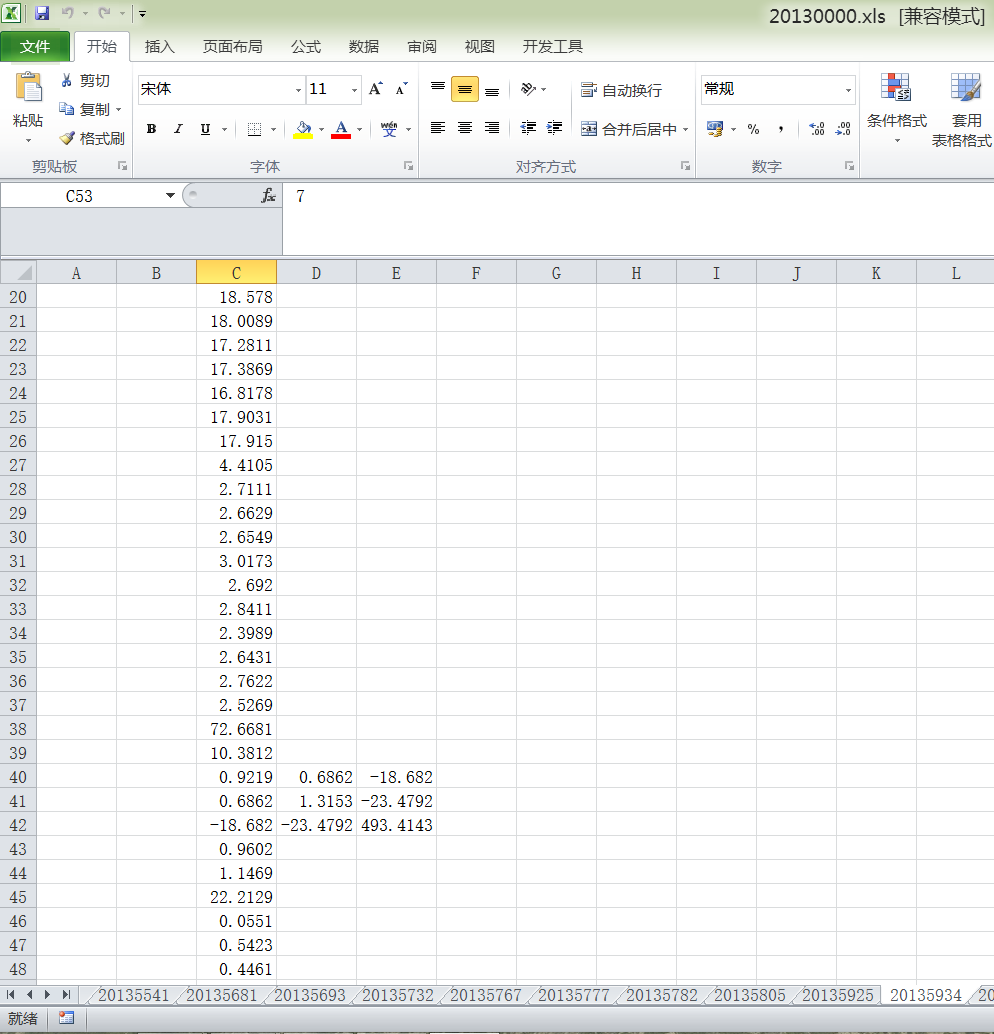 20130000.xls [兼容模式]
文件 开始 插入 页面布局 公式 数据 审阅 视图 开发工具
粘贴 剪切 复制 格式刷 剪贴板
宋体 11 A A
B I U A wén 文 字体
自动换行 合并后居中 对齐方式
常规 % , .0 .00 .00 .0 数字
条件格式 套用 表格格式
C53 fx 7
A B C D E F G H I J K L
20 18.578
21 18.0089
22 17.2811
23 17.3869
24 16.8178
25 17.9031
26 17.915
27 4.4105
28 2.7111
29 2.6629
30 2.6549
31 3.0173
32 2.692
33 2.8411
34 2.3989
35 2.6431
36 2.7622
37 2.5269
38 72.6681
39 10.3812
40 0.9219 0.6862 -18.682
41 0.6862 1.3153 -23.4792
42 -18.682 -23.4792 493.4143
43 0.9602
44 1.1469
45 22.2129
46 0.0551
47 0.5423
48 0.4461
20135541 20135681 20135693 20135732 20135767 20135777 20135782 20135805 20135925 20135934 20
就绪